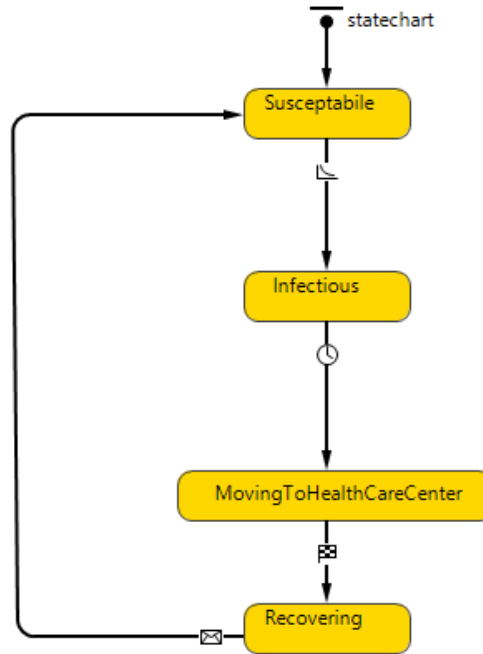 statechart
Susceptabile
Infectious
MovingToHealthCareCenter
Recovering